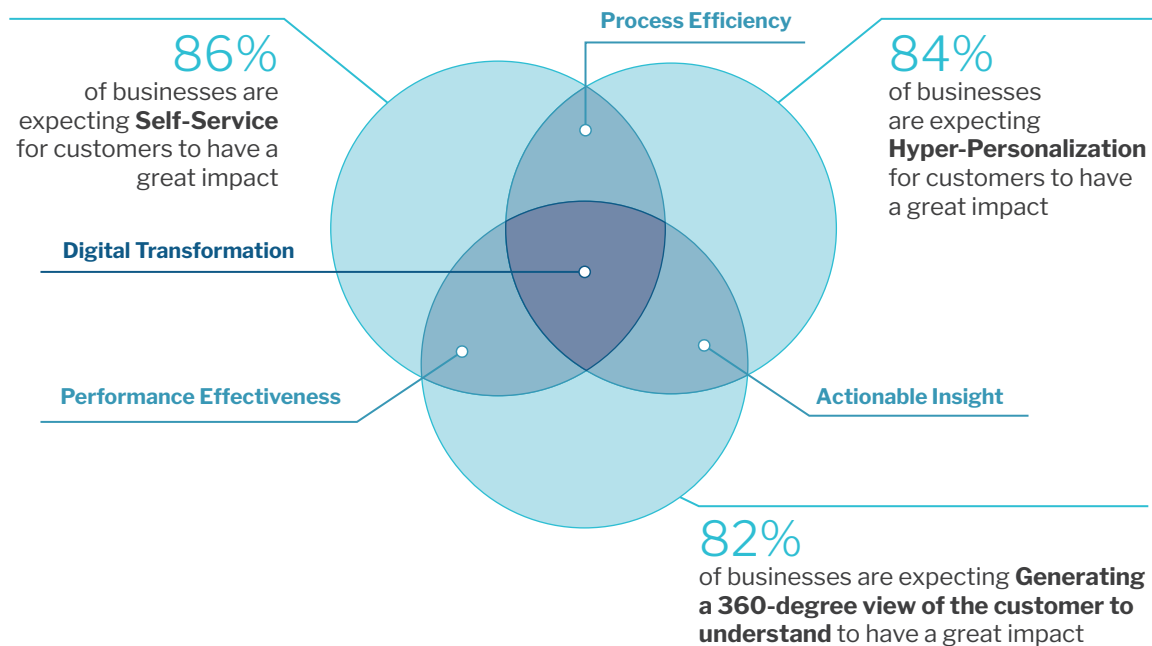 Process Efficiency
86%
of businesses are
expecting Self-Service
for customers to have a
great impact
84%
of businesses
are expecting
Hyper-Personalization
for customers to have
a great impact
Digital Transformation
Performance Effectiveness
Actionable Insight
82%
of businesses are expecting Generating
a 360-degree view of the customer to
understand to have a great impact